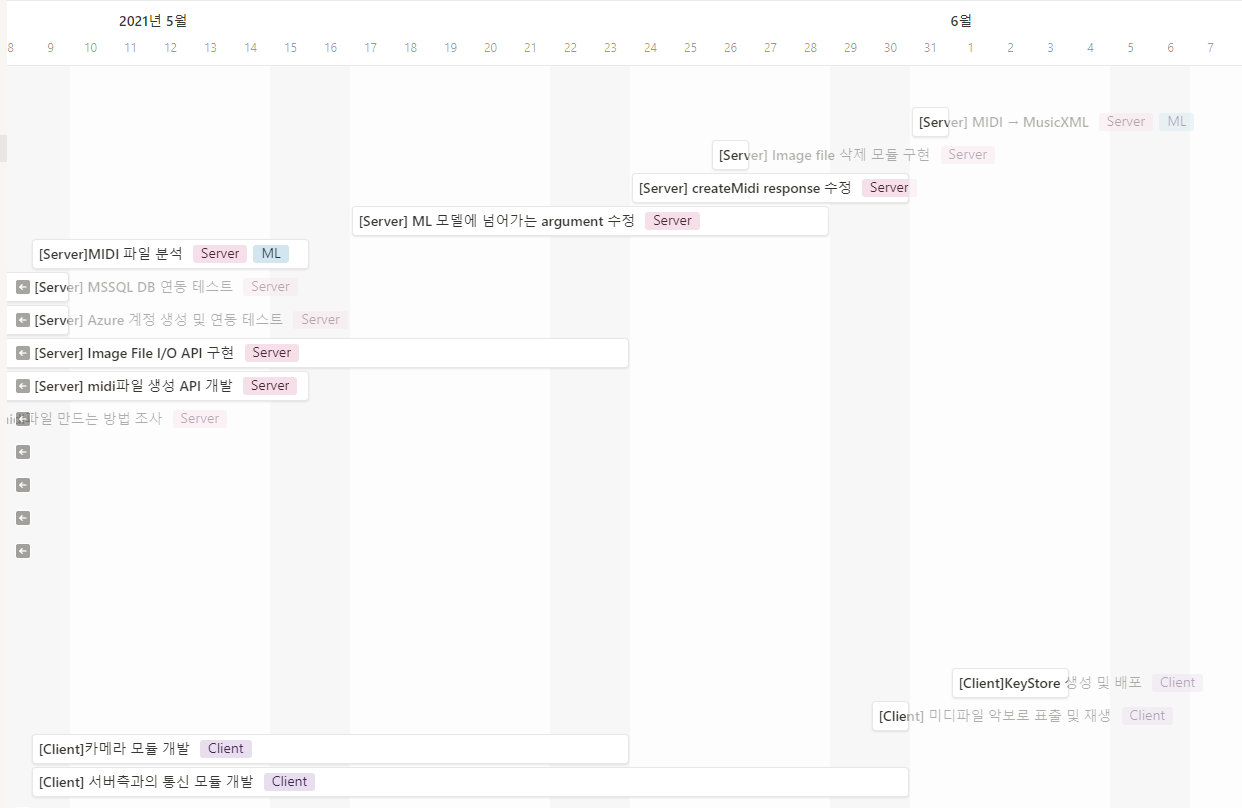 2021년 5월 6월
8 9 10 11 12 13 14 15 16 17 18 19 20 21 22 23 24 25 26 27 28 29 30 31 1 2 3 4 5 6 7
[Server] MIDI → MusicXML Server ML
[Server] Image file 삭제 모듈 구현 Server
[Server] createMidi response 수정 Server
[Server] ML 모델에 넘어가는 argument 수정 Server
[Server]MIDI 파일 분석 Server ML
[Server] MSSQL DB 연동 테스트 Server
[Server] Azure 계정 생성 및 연동 테스트 Server
[Server] Image File I/O API 구현 Server
[Server] midi파일 생성 API 개발 Server
파일 만드는 방법 조사 Server
[Client]KeyStore 생성 및 배포 Client
[Client] 미디파일 악보로 표출 및 재생 Client
[Client]카메라 모듈 개발 Client
[Client] 서버측과의 통신 모듈 개발 Client